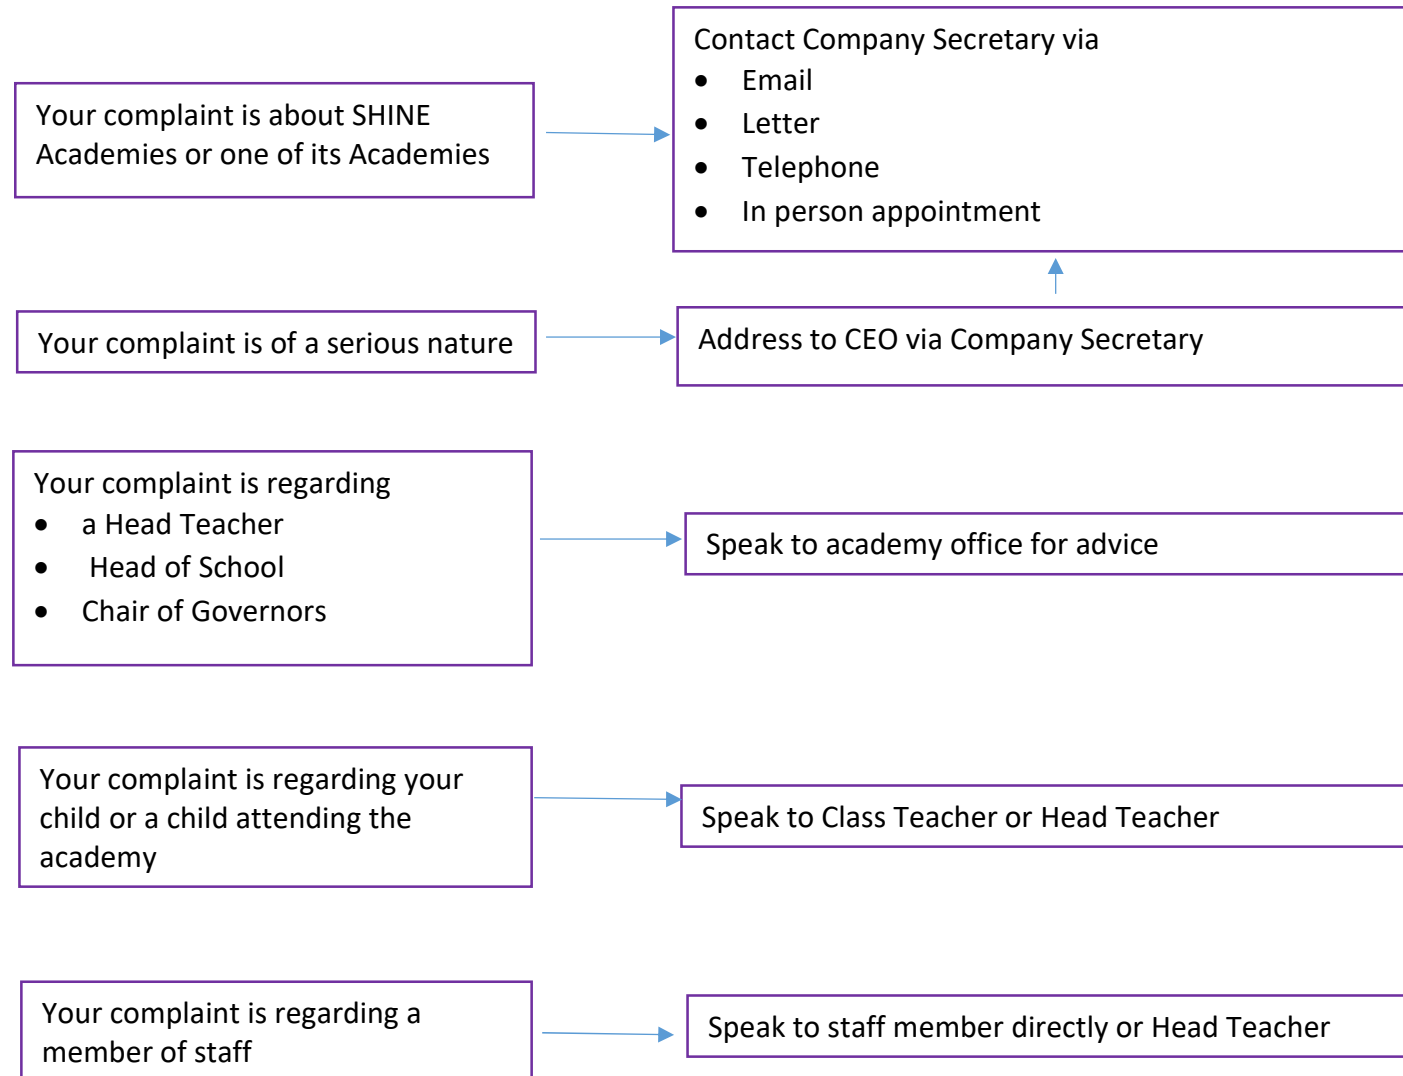 Your complaint is about SHINE
Academies or one of its Academies
Contact Company Secretary via
• Email
• Letter
• Telephone
• In person appointment
Your complaint is of a serious nature
Address to CEO via Company Secretary
Your complaint is regarding
• a Head Teacher
• Head of School
• Chair of Governors
Speak to academy office for advice
Your complaint is regarding your
child or a child attending the
academy
Speak to Class Teacher or Head Teacher
Your complaint is regarding a
member of staff
Speak to staff member directly or Head Teacher